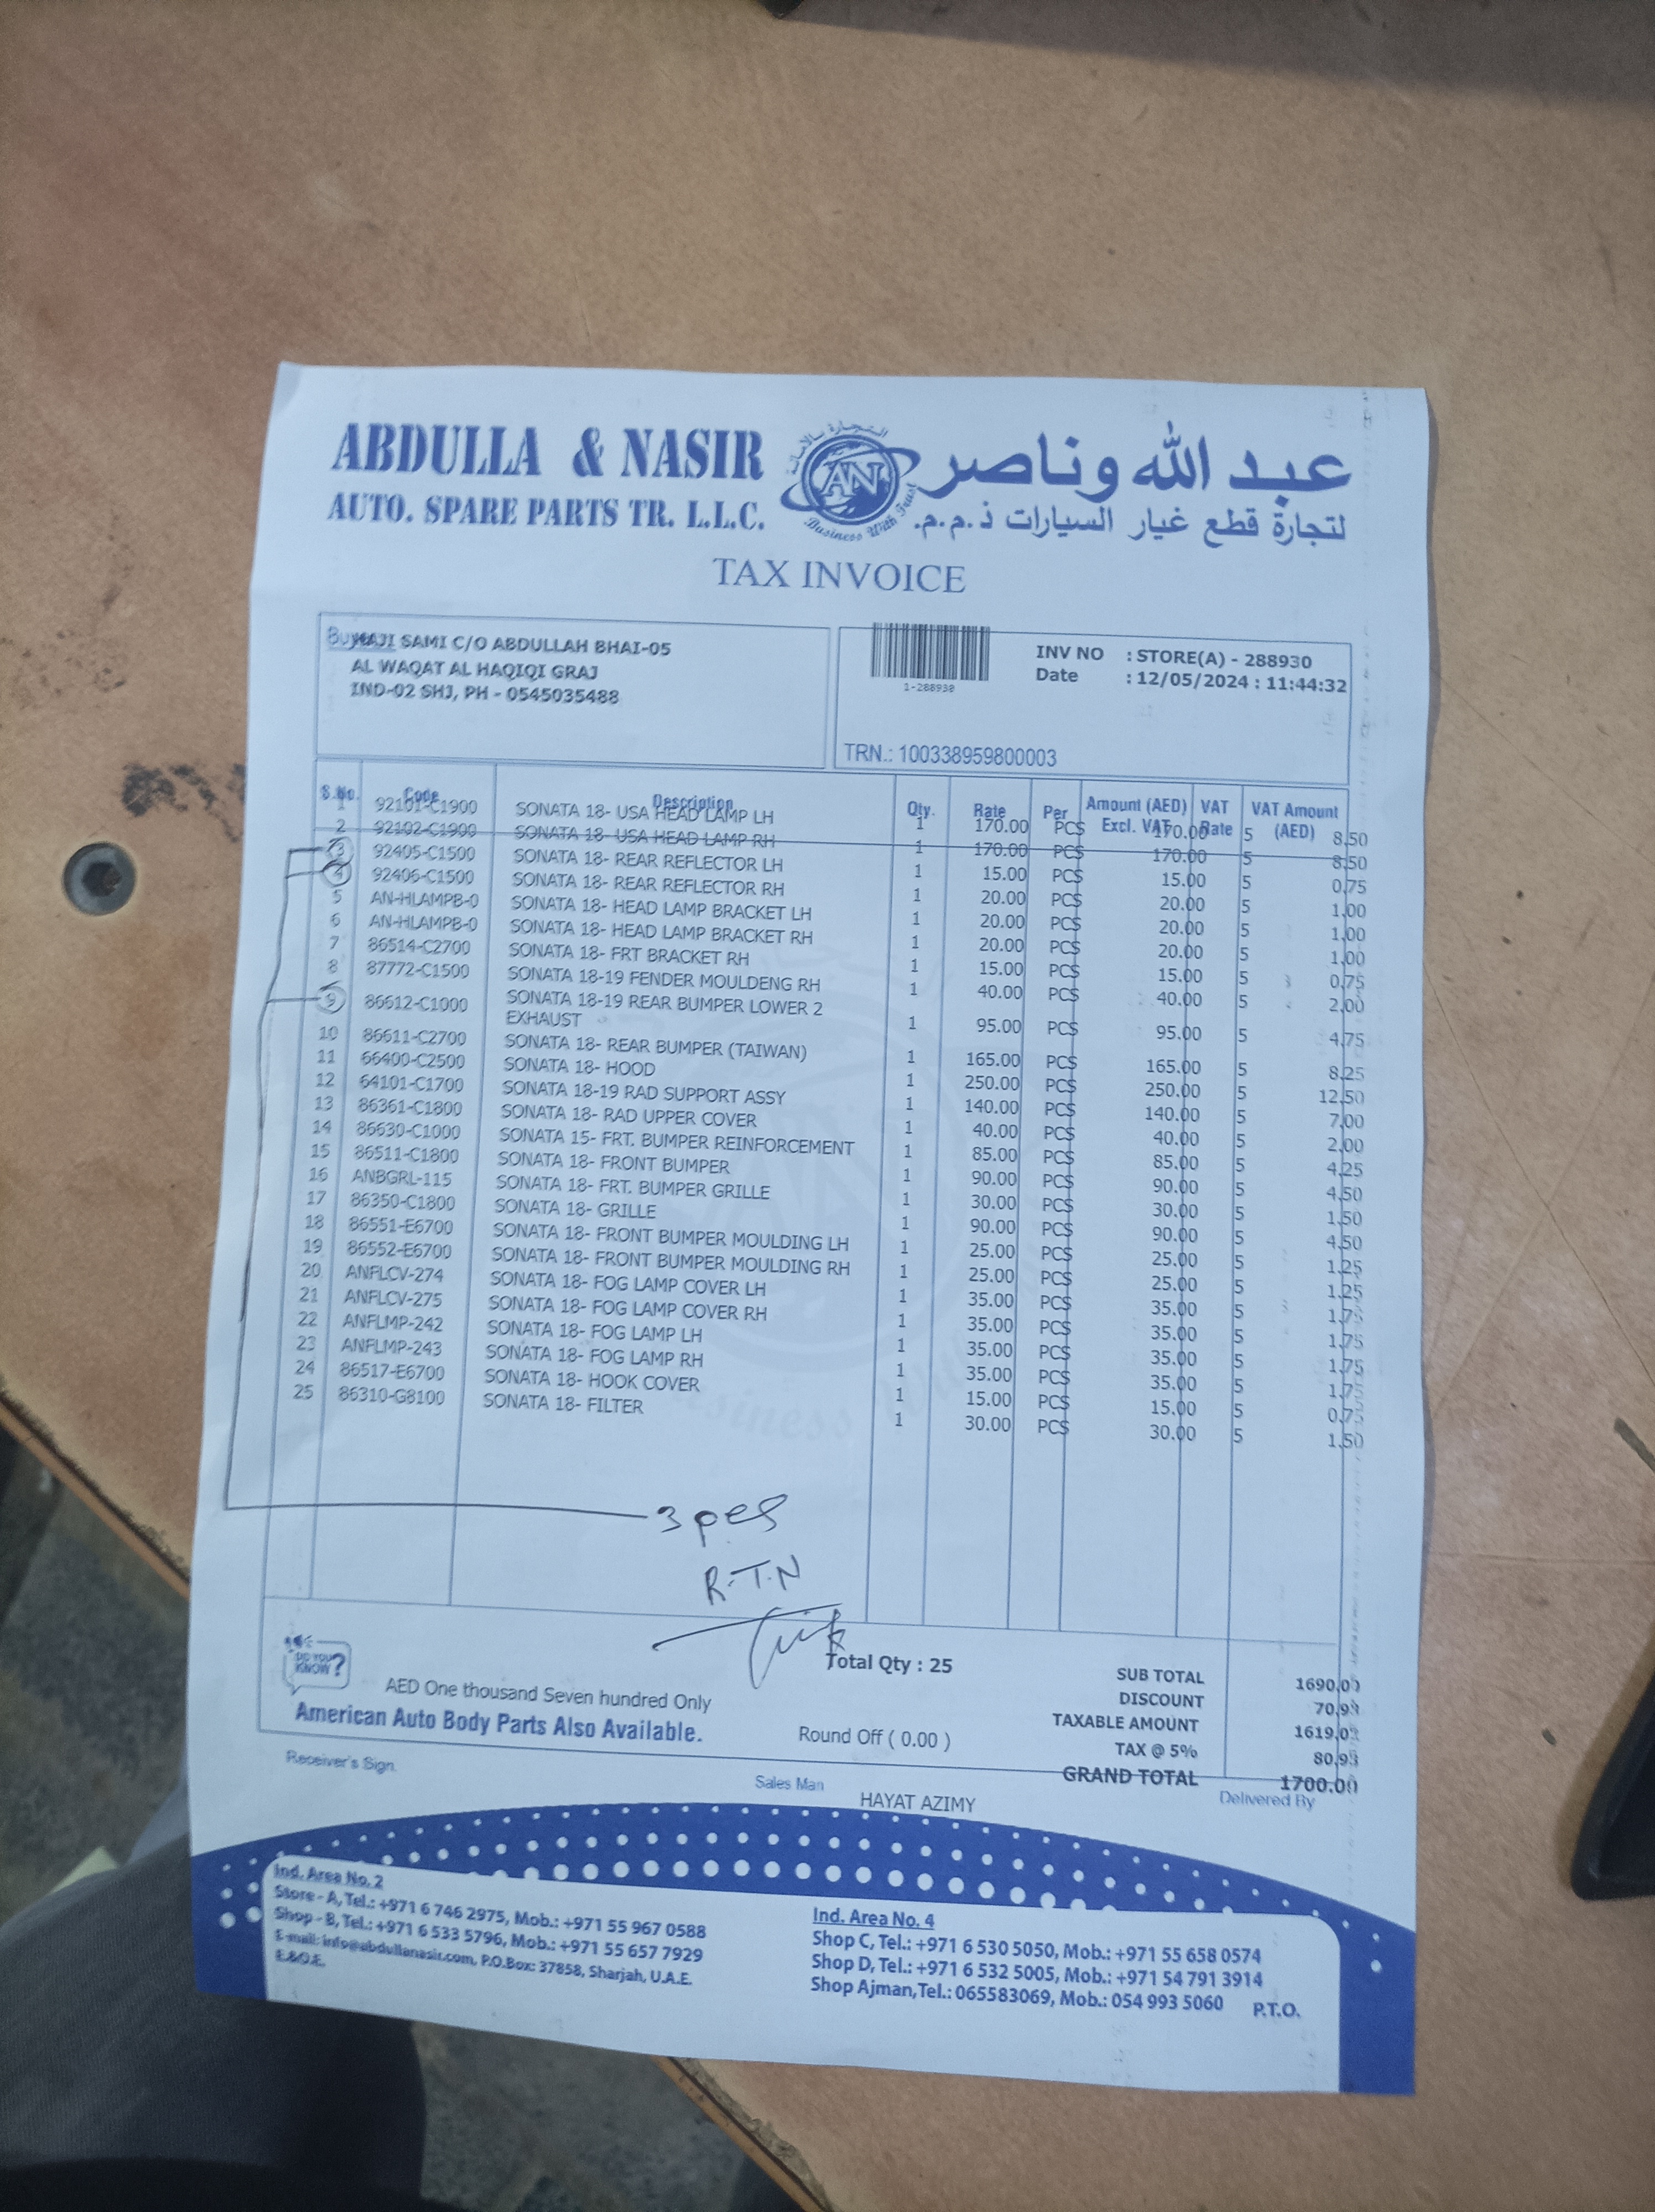 ABDULLA & NASIR
AUTO. SPARE PARTS TR. L.L.C.
التجارة بالأمانة
AN
Business With Trust
عبد الله وناصر
لتجارة قطع غيار السيارات ذ.م.م.
TAX INVOICE
HAJI SAMI C/O ABDULLAH BHAI-05
AL WAQAT AL HAQIQI GRAJ
IND-02 SHJ, PH - 0545035488
1-288930
INV NO : STORE(A) - 288930
Date : 12/05/2024 : 11:44:32
TRN.: 100338959800003
S.No. Code Description Qty. Rate Per Amount (AED) Excl. VAT VAT Rate VAT Amount (AED)
1 92101-C1900 SONATA 18- USA HEAD LAMP LH 1 170.00 PCS 170.00 5 8.50
2 92102-C1900 SONATA 18- USA HEAD LAMP RH 1 170.00 PCS 170.00 5 8.50
3 92405-C1500 SONATA 18- REAR REFLECTOR LH 1 15.00 PCS 15.00 5 0.75
4 92406-C1500 SONATA 18- REAR REFLECTOR RH 1 20.00 PCS 20.00 5 1.00
5 AN-HLAMPB-0 SONATA 18- HEAD LAMP BRACKET LH 1 20.00 PCS 20.00 5 1.00
6 AN-HLAMPB-0 SONATA 18- HEAD LAMP BRACKET RH 1 20.00 PCS 20.00 5 1.00
7 86514-C2700 SONATA 18- FRT BRACKET RH 1 15.00 PCS 15.00 5 0.75
8 87772-C1500 SONATA 18-19 FENDER MOULDENG RH 1 40.00 PCS 40.00 5 2.00
9 86612-C1000 SONATA 18-19 REAR BUMPER LOWER 2 EXHAUST 1 95.00 PCS 95.00 5 4.75
10 86611-C2700 SONATA 18- REAR BUMPER (TAIWAN) 1 165.00 PCS 165.00 5 8.25
11 66400-C2500 SONATA 18- HOOD 1 250.00 PCS 250.00 5 12.50
12 64101-C1700 SONATA 18-19 RAD SUPPORT ASSY 1 140.00 PCS 140.00 5 7.00
13 86361-C1800 SONATA 18- RAD UPPER COVER 1 40.00 PCS 40.00 5 2.00
14 86630-C1000 SONATA 15- FRT. BUMPER REINFORCEMENT 1 85.00 PCS 85.00 5 4.25
15 86511-C1800 SONATA 18- FRONT BUMPER 1 90.00 PCS 90.00 5 4.50
16 ANBGRL-115 SONATA 18- FRT. BUMPER GRILLE 1 30.00 PCS 30.00 5 1.50
17 86350-C1800 SONATA 18- GRILLE 1 90.00 PCS 90.00 5 4.50
18 86551-E6700 SONATA 18- FRONT BUMPER MOULDING LH 1 25.00 PCS 25.00 5 1.25
19 86552-E6700 SONATA 18- FRONT BUMPER MOULDING RH 1 25.00 PCS 25.00 5 1.25
20 ANFLCV-274 SONATA 18- FOG LAMP COVER LH 1 35.00 PCS 35.00 5 1.75
21 ANFLCV-275 SONATA 18- FOG LAMP COVER RH 1 35.00 PCS 35.00 5 1.75
22 ANFLMP-242 SONATA 18- FOG LAMP LH 1 35.00 PCS 35.00 5 1.75
23 ANFLMP-243 SONATA 18- FOG LAMP RH 1 35.00 PCS 35.00 5 1.75
24 86517-E6700 SONATA 18- HOOK COVER 1 15.00 PCS 15.00 5 0.75
25 86310-G8100 SONATA 18- FILTER 1 30.00 PCS 30.00 5 1.50
3 pes
R.T.N
DO YOU KNOW?
Total Qty : 25
AED One thousand Seven hundred Only
American Auto Body Parts Also Available.
Round Off ( 0.00 )
SUB TOTAL 1690.00
DISCOUNT 70.98
TAXABLE AMOUNT 1619.02
TAX @ 5% 80.98
GRAND TOTAL 1700.00
Receiver's Sign.
Sales Man
HAYAT AZIMY
Delivered By
Ind. Area No. 2
Store - A, Tel.: +971 6 746 2975, Mob.: +971 55 967 0588
Shop - B, Tel.: +971 6 533 5796, Mob.: +971 55 657 7929
E-mail: info@abdullanasir.com, P.O.Box: 37858, Sharjah, U.A.E.
E.&O.E.
Ind. Area No. 4
Shop C, Tel.: +971 6 530 5050, Mob.: +971 55 658 0574
Shop D, Tel.: +971 6 532 5005, Mob.: +971 54 791 3914
Shop Ajman,Tel.: 065583069, Mob.: 054 993 5060
P.T.O.